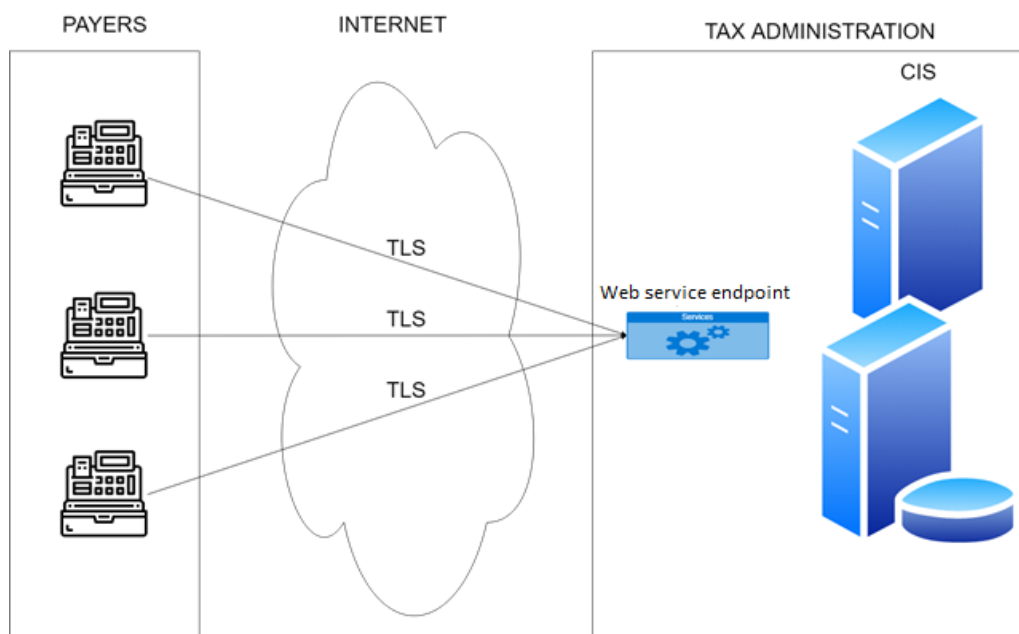 PAYERS
INTERNET
TAX ADMINISTRATION
CIS
TLS
Web service endpoint
Services
TLS
TLS